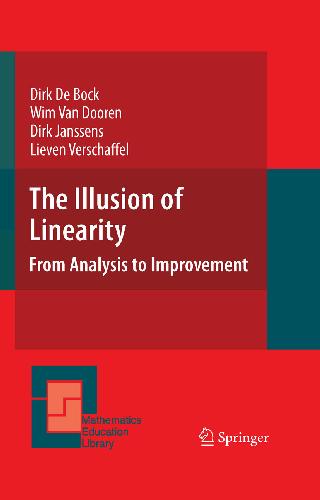 Dirk De Bock
Wim Van Dooren
Dirk Janssens
Lieven Verschaffel
The Illusion of
Linearity
From Analysis to Improvement
Mathematics
Education
Library
Springer